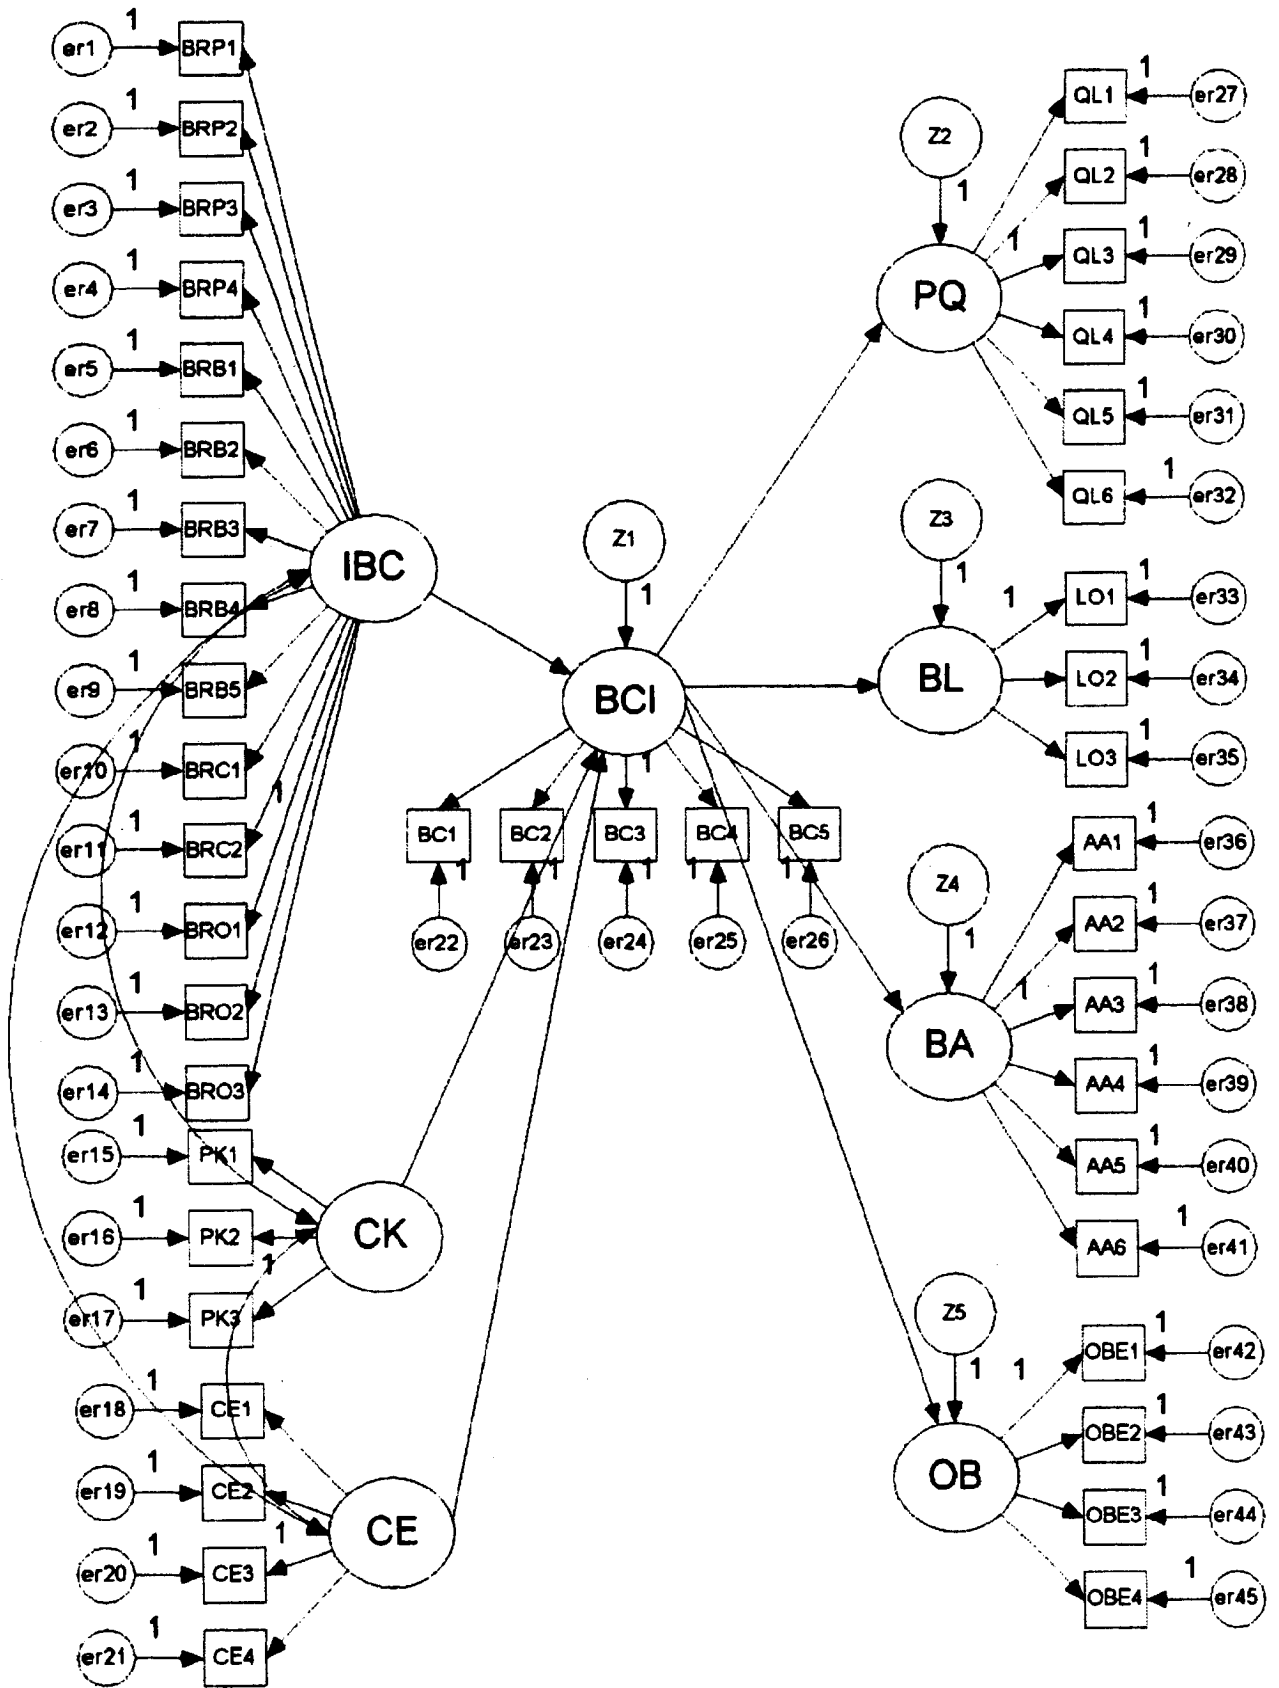 er1 1 BRP1
er2 1 BRP2
er3 1 BRP3
er4 1 BRP4
er5 1 BRB1
er6 1 BRB2
er7 1 BRB3
er8 1 BRB4
er9 1 BRB5
er10 1 BRC1
er11 1 BRC2
er12 1 BRO1
er13 1 BRO2
er14 1 BRO3
1
IBC
er15 1 PK1
er16 1 PK2
er17 1 PK3
1
CK
er18 1 CE1
er19 1 CE2
er20 1 CE3
er21 1 CE4
1
CE
Z1
1
BCI
1
BC1 BC2 BC3 BC4 BC5
1 1 1 1 1
er22 er23 er24 er25 er26
Z2
1
PQ
1
QL1 1 er27
QL2 1 er28
QL3 1 er29
QL4 1 er30
QL5 1 er31
QL6 1 er32
Z3
1
BL
1
LO1 1 er33
LO2 1 er34
LO3 1 er35
Z4
1
BA
1
AA1 1 er36
AA2 1 er37
AA3 1 er38
AA4 1 er39
AA5 1 er40
AA6 1 er41
Z5
1
OB
1
OBE1 1 er42
OBE2 1 er43
OBE3 1 er44
OBE4 1 er45